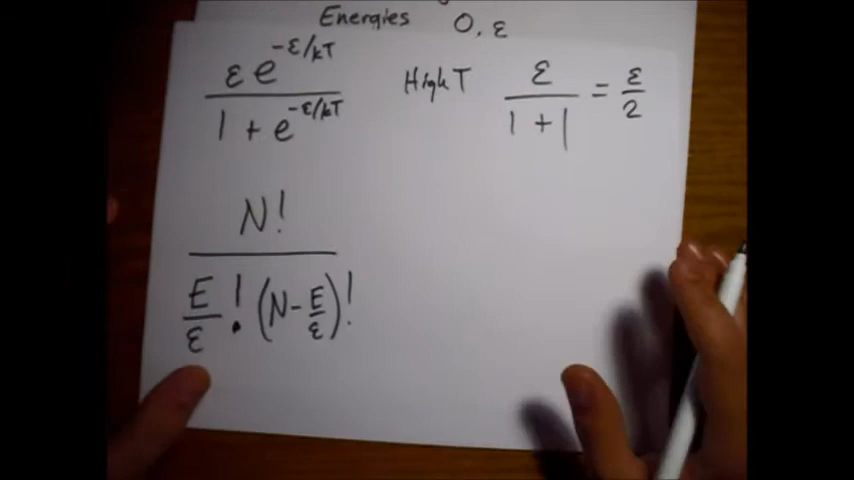 Energies 0, ε
εe^(-ε/kT) / (1 + e^(-ε/kT)) High T ε / (1 + 1) = ε/2
N! / ((E/ε)! (N - E/ε)!)